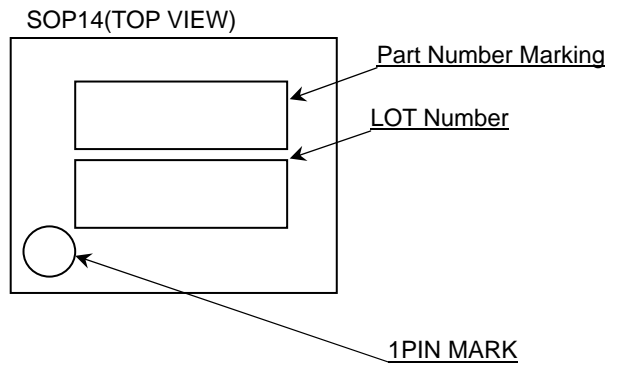 SOP14(TOP VIEW)
Part Number Marking
LOT Number
1PIN MARK